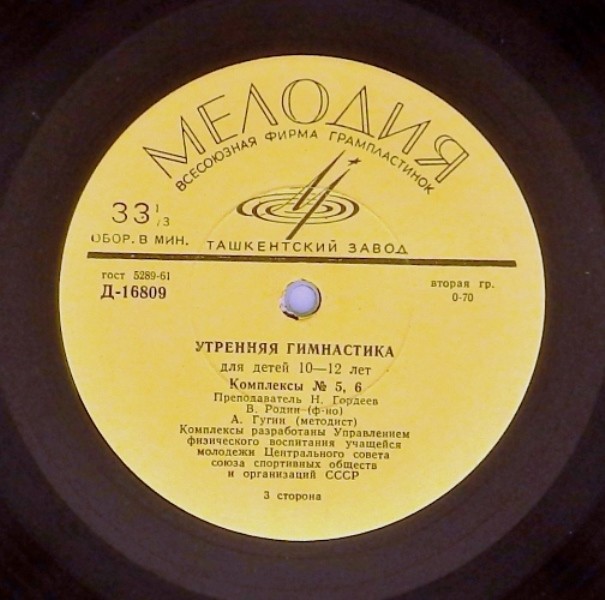 МЕЛОДИЯ
ВСЕСОЮЗНАЯ ФИРМА ГРАМПЛАСТИНОК
33 1/3
ОБОР. В МИН.
ТАШКЕНТСКИЙ ЗАВОД
гост 5289-61
Д-16809
вторая гр.
0-70
УТРЕННЯЯ ГИМНАСТИКА
для детей 10—12 лет
Комплексы № 5, 6
Преподаватель Н. Гордеев
В. Родин (ф-но)
А. Гугин (методист)
Комплексы разработаны Управлением
физического воспитания учащейся
молодежи Центрального совета
союза спортивных обществ
и организаций СССР
3 сторона